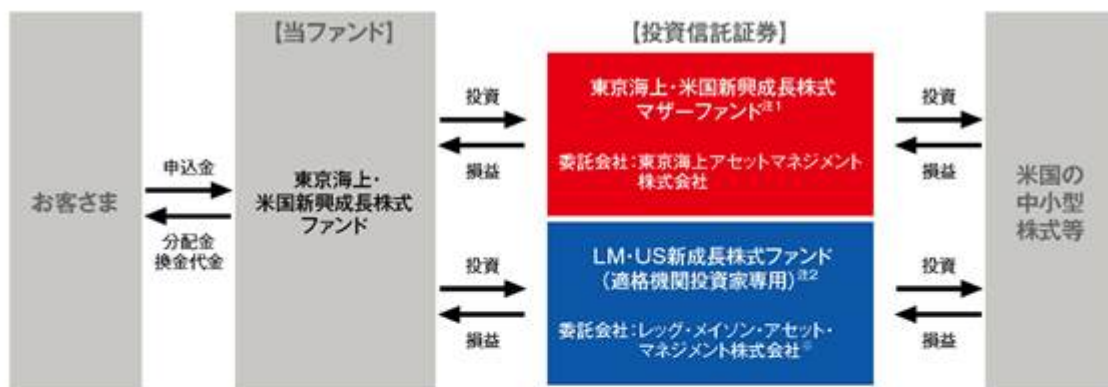 【当ファンド】
【投資信託証券】
お客さま
申込金
分配金
換金代金
東京海上・
米国新興成長株式
ファンド
投資
損益
東京海上・米国新興成長株式
マザーファンド注1
委託会社：東京海上アセットマネジメント
株式会社
投資
損益
投資
損益
LM・US新成長株式ファンド
（適格機関投資家専用）注2
委託会社：レッグ・メイソン・アセット・
マネジメント株式会社※
投資
損益
米国の
中小型
株式等